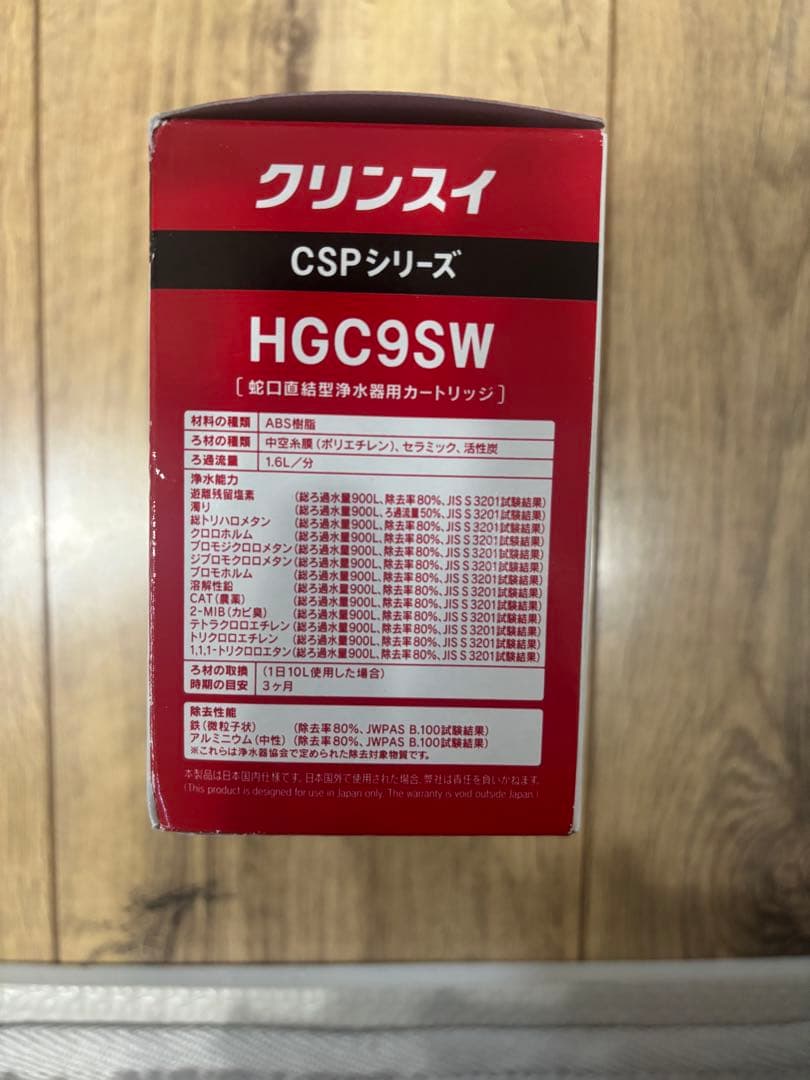 クリンスイ
CSPシリーズ
HGC9SW
[蛇口直結型浄水器用カートリッジ]
材料の種類 ABS樹脂
ろ材の種類 中空糸膜(ポリエチレン)、セラミック、活性炭
ろ過流量 1.6L/分
浄水能力
遊離残留塩素 (総ろ過水量900L、除去率80%、JIS S 3201試験結果)
濁り (総ろ過水量900L、ろ過流量50%、JIS S 3201試験結果)
総トリハロメタン (総ろ過水量900L、除去率80%、JIS S 3201試験結果)
クロロホルム (総ろ過水量900L、除去率80%、JIS S 3201試験結果)
ブロモジクロロメタン (総ろ過水量900L、除去率80%、JIS S 3201試験結果)
ジブロモクロロメタン (総ろ過水量900L、除去率80%、JIS S 3201試験結果)
ブロモホルム (総ろ過水量900L、除去率80%、JIS S 3201試験結果)
溶解性鉛 (総ろ過水量900L、除去率80%、JIS S 3201試験結果)
CAT(農薬) (総ろ過水量900L、除去率80%、JIS S 3201試験結果)
2-MIB(カビ臭) (総ろ過水量900L、除去率80%、JIS S 3201試験結果)
テトラクロロエチレン (総ろ過水量900L、除去率80%、JIS S 3201試験結果)
トリクロロエチレン (総ろ過水量900L、除去率80%、JIS S 3201試験結果)
1,1,1-トリクロロエタン (総ろ過水量900L、除去率80%、JIS S 3201試験結果)
ろ材の取換 (1日10L使用した場合)
時期の目安 3ヶ月
除去性能
鉄(微粒子状) (除去率80%、JWPAS B.100試験結果)
アルミニウム(中性) (除去率80%、JWPAS B.100試験結果)
※これらは浄水器協会で定められた除去対象物質です。
本製品は日本国内仕様です。日本国外で使用された場合、弊社は責任を負いかねます。
(This product is designed for use in Japan only. The warranty is void outside Japan.)